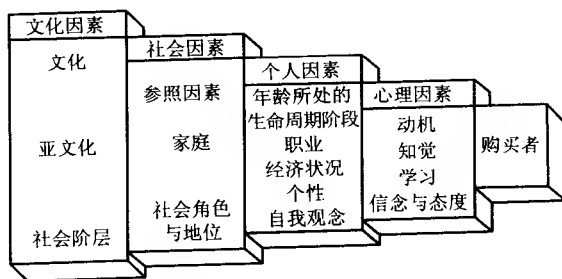 文化因素
文化
亚文化
社会阶层
社会因素
参照因素
家庭
社会角色
与地位
个人因素
年龄所处的
生命周期阶段
职业
经济状况
个性
自我观念
心理因素
动机
知觉
学习
信念与态度
购买者